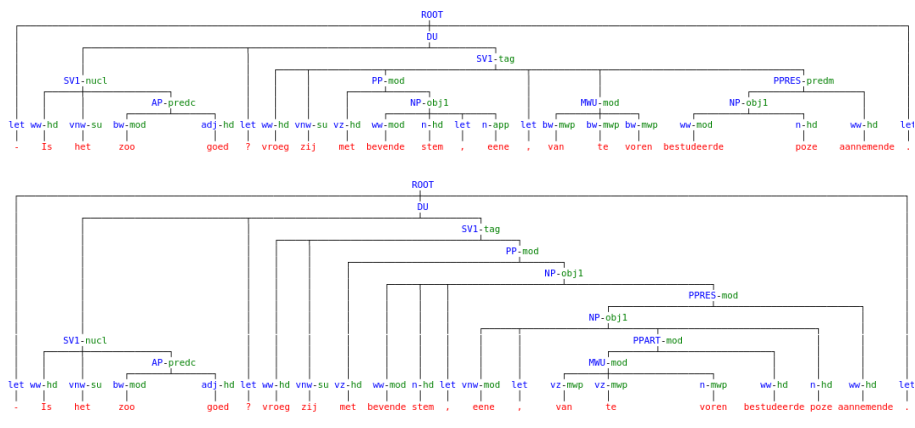 ROOT
DU
SV1-tag
SV1-nucl PP-mod PPRES-predm
AP-predc NP-obj1 MWU-mod NP-obj1
let ww-hd vnw-su bw-mod adj-hd let ww-hd vnw-su vz-hd ww-mod n-hd let n-app let bw-mwp bw-mwp bw-mwp ww-mod n-hd ww-hd let
- Is het zoo goed ? vroeg zij met bevende stem , eene , van te voren bestudeerde poze aannemende .
ROOT
DU
SV1-tag
PP-mod
NP-obj1
PPRES-mod
NP-obj1
SV1-nucl PPART-mod
AP-predc MWU-mod
let ww-hd vnw-su bw-mod adj-hd let ww-hd vnw-su vz-hd ww-mod n-hd let vnw-mod let vz-mwp vz-mwp n-mwp ww-hd n-hd ww-hd let
- Is het zoo goed ? vroeg zij met bevende stem , eene , van te voren bestudeerde poze aannemende .